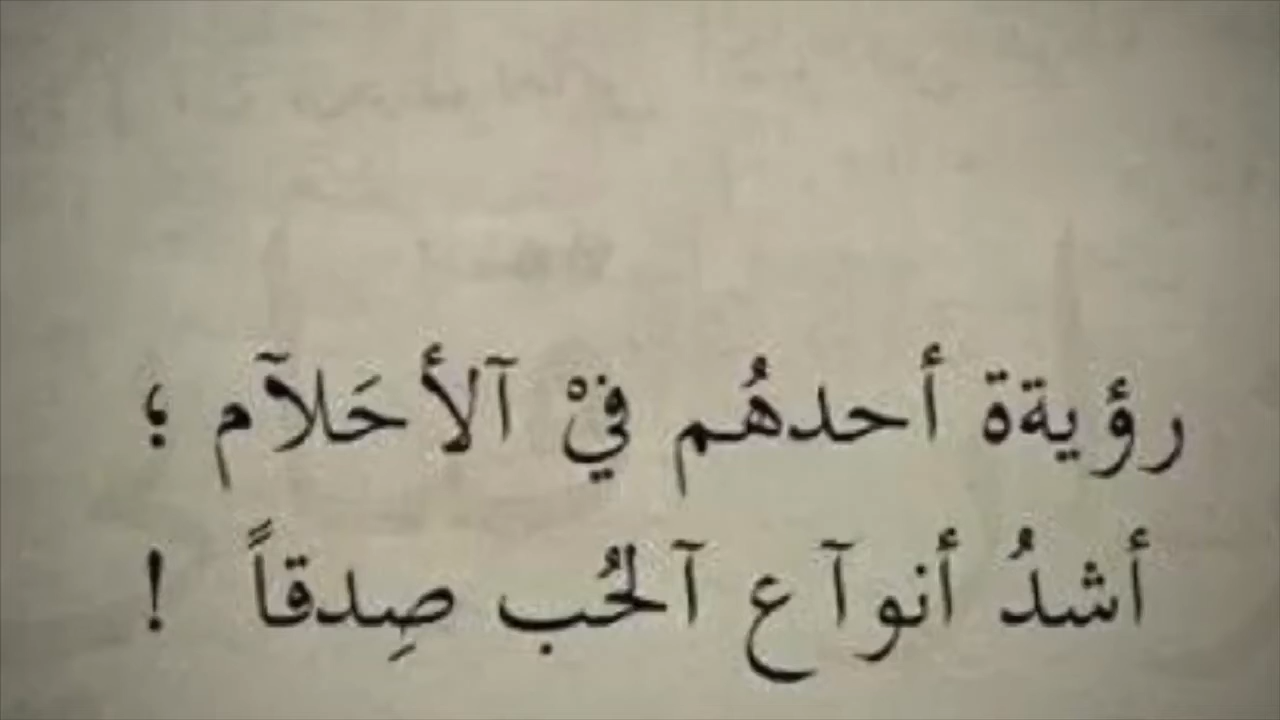 رؤيةة أحدهُم فيْ آلأحَلآم ؛
أشدُ أنوآع آلحُب صِدقاً !